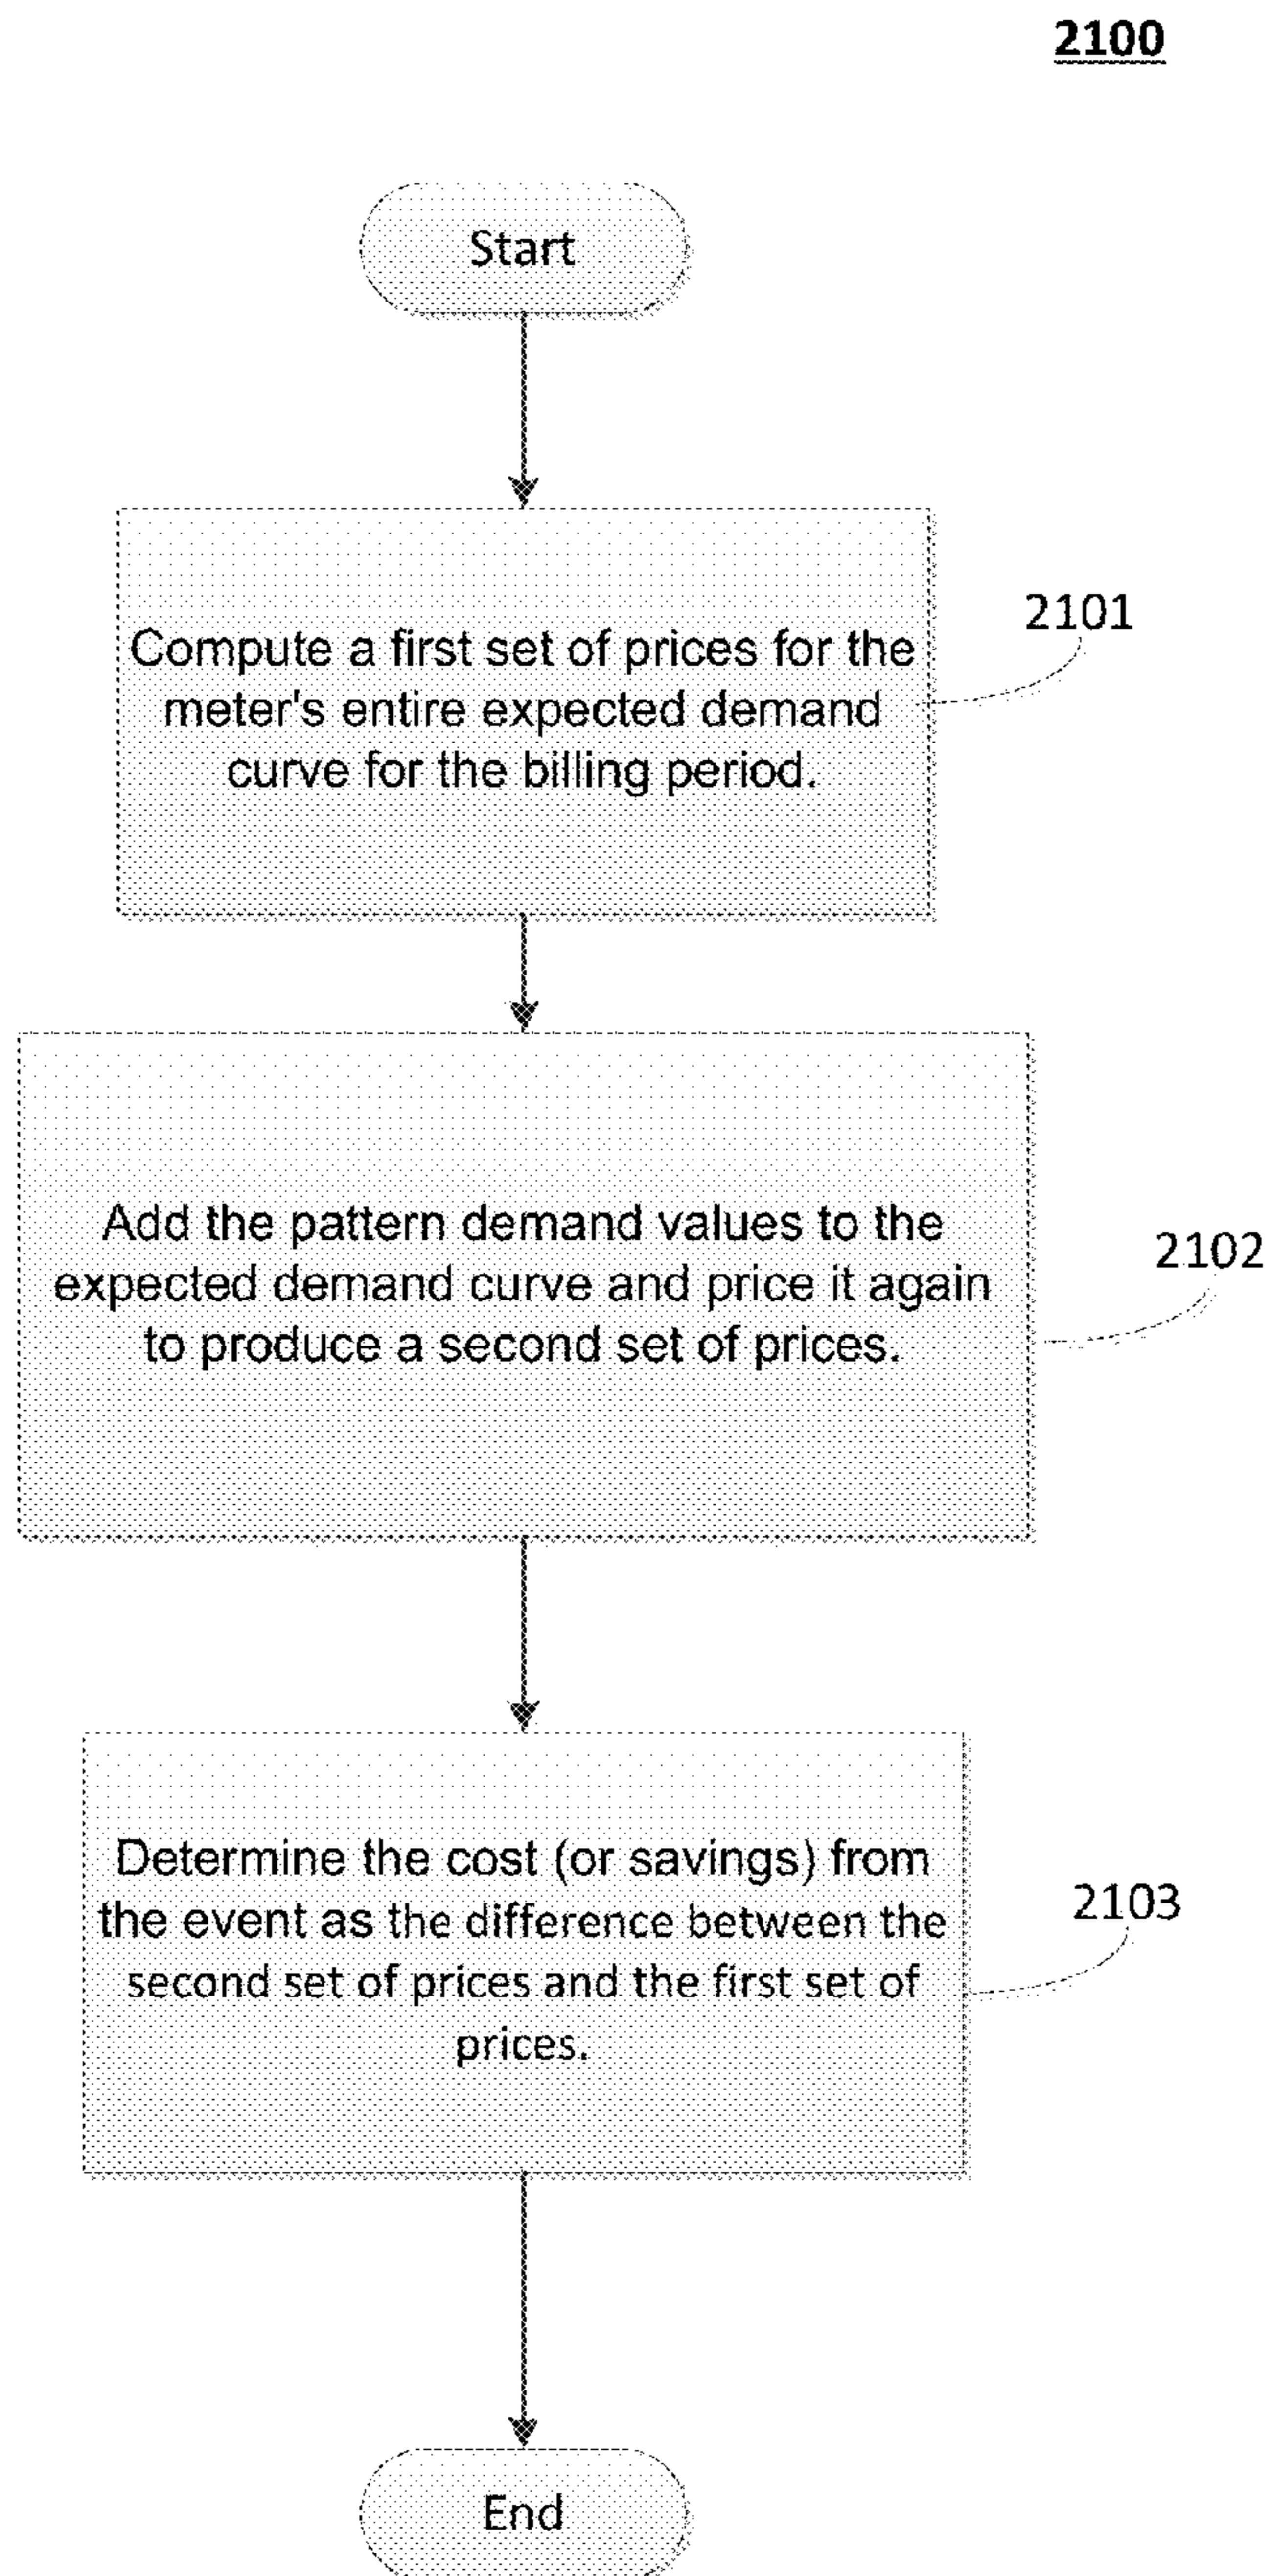 2100
Start
Compute a first set of prices for the
meter's entire expected demand
curve for the billing period.
2101
Add the pattern demand values to the
expected demand curve and price it again
to produce a second set of prices.
2102
Determine the cost (or savings) from
the event as the difference between the
second set of prices and the first set of
prices.
2103
End